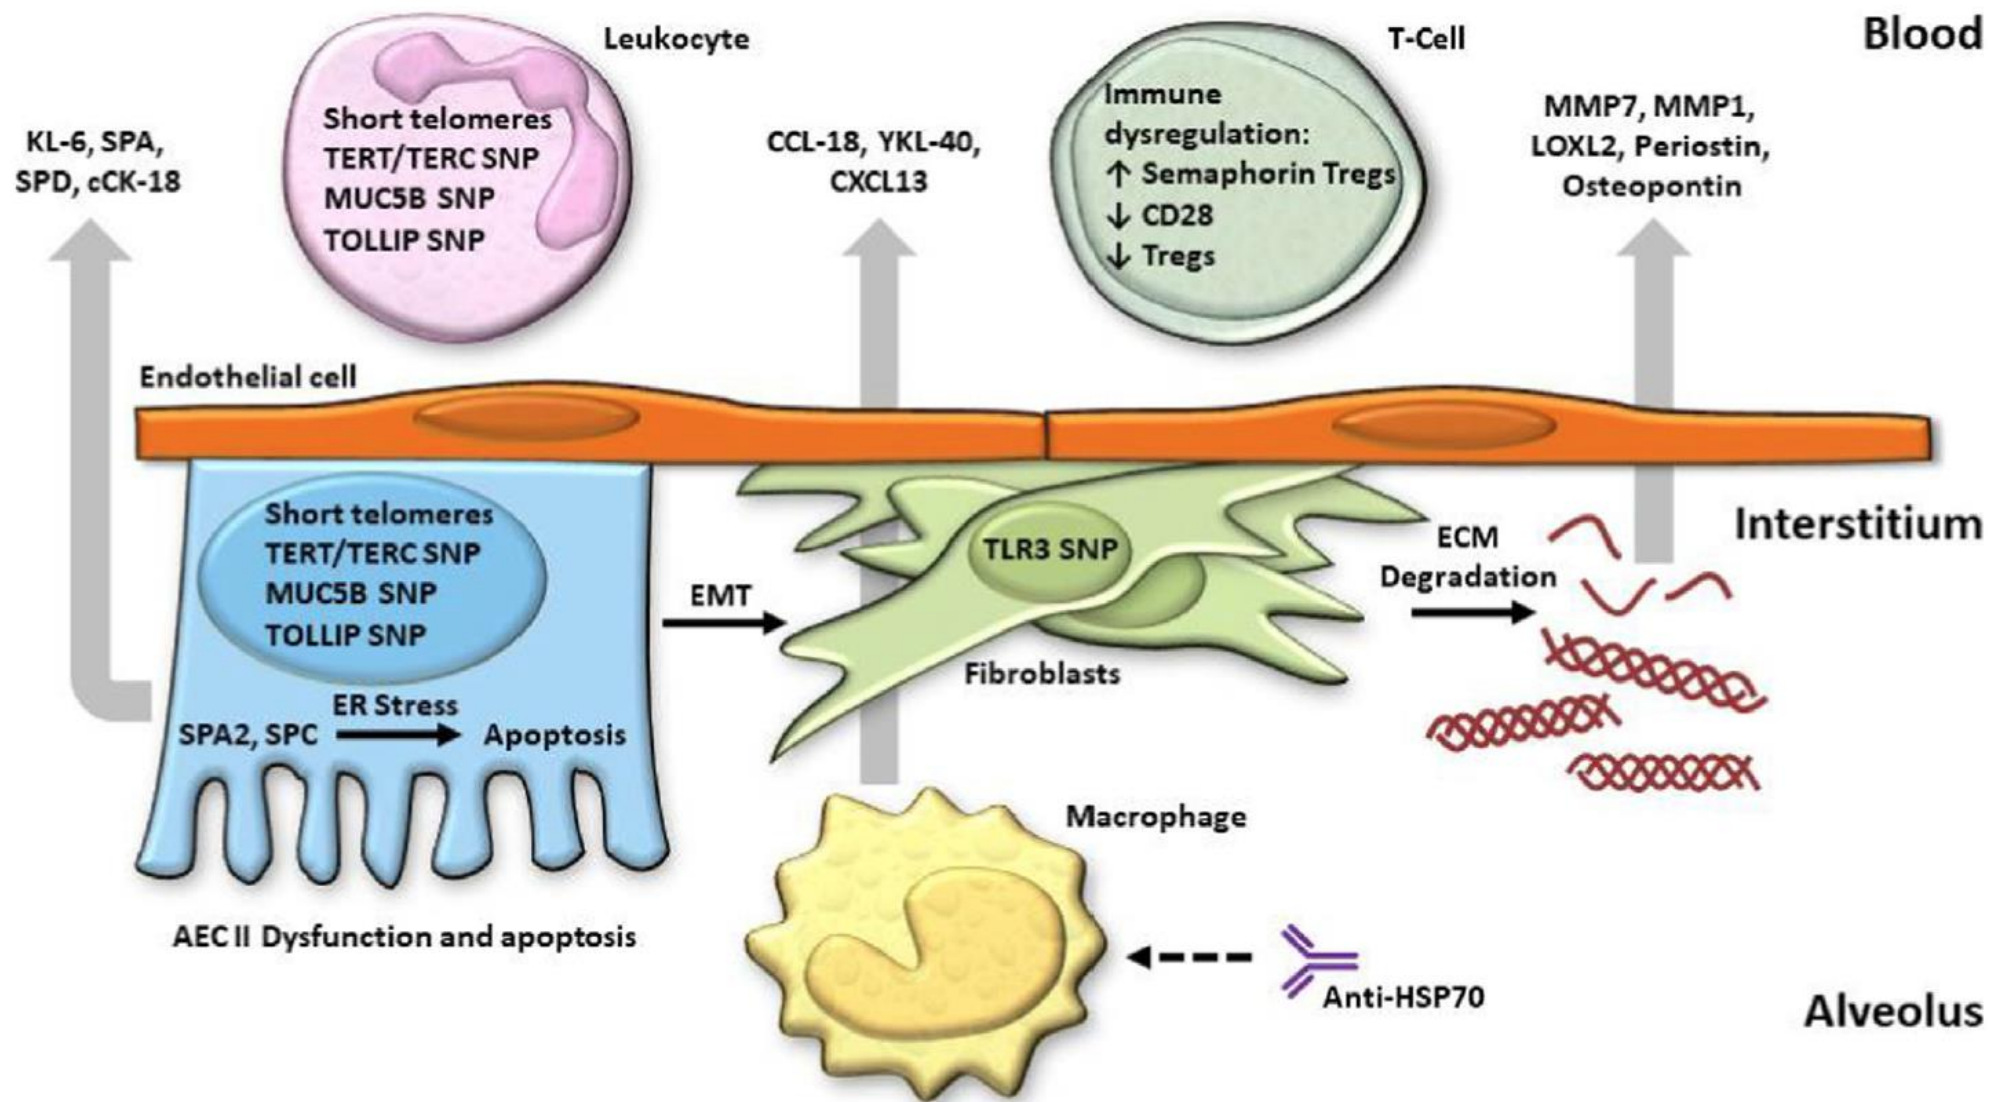 Blood
Leukocyte
T-Cell
KL-6, SPA,
SPD, cCK-18
Short telomeres
TERT/TERC SNP
MUC5B SNP
TOLLIP SNP
CCL-18, YKL-40,
CXCL13
Immune
dysregulation:
↑ Semaphorin Tregs
↓ CD28
↓ Tregs
MMP7, MMP1,
LOXL2, Periostin,
Osteopontin
Endothelial cell
Interstitium
Short telomeres
TERT/TERC SNP
MUC5B SNP
TOLLIP SNP
ER Stress
SPA2, SPC
Apoptosis
EMT
TLR3 SNP
Fibroblasts
ECM
Degradation
AEC II Dysfunction and apoptosis
Macrophage
Anti-HSP70
Alveolus